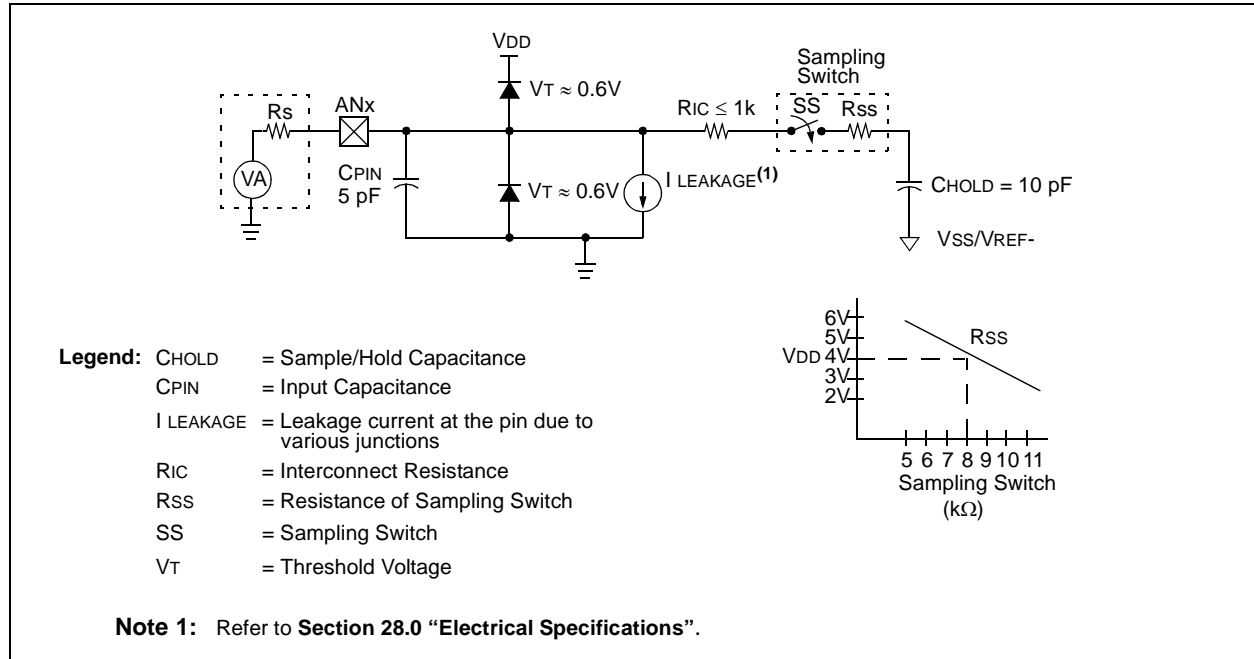 VDD
Sampling
Switch
VT ≈ 0.6V
Rs
ANx
RIC ≤ 1k
SS
Rss
VA
CPIN
5 pF
VT ≈ 0.6V
I LEAKAGE(1)
CHOLD = 10 pF
VSS/VREF-
Legend: CHOLD = Sample/Hold Capacitance
CPIN = Input Capacitance
I LEAKAGE = Leakage current at the pin due to
various junctions
RIC = Interconnect Resistance
RSS = Resistance of Sampling Switch
SS = Sampling Switch
VT = Threshold Voltage
6V
5V
VDD 4V
3V
2V
RSS
5 6 7 8 9 10 11
Sampling Switch
(kΩ)
Note 1: Refer to Section 28.0 “Electrical Specifications”.